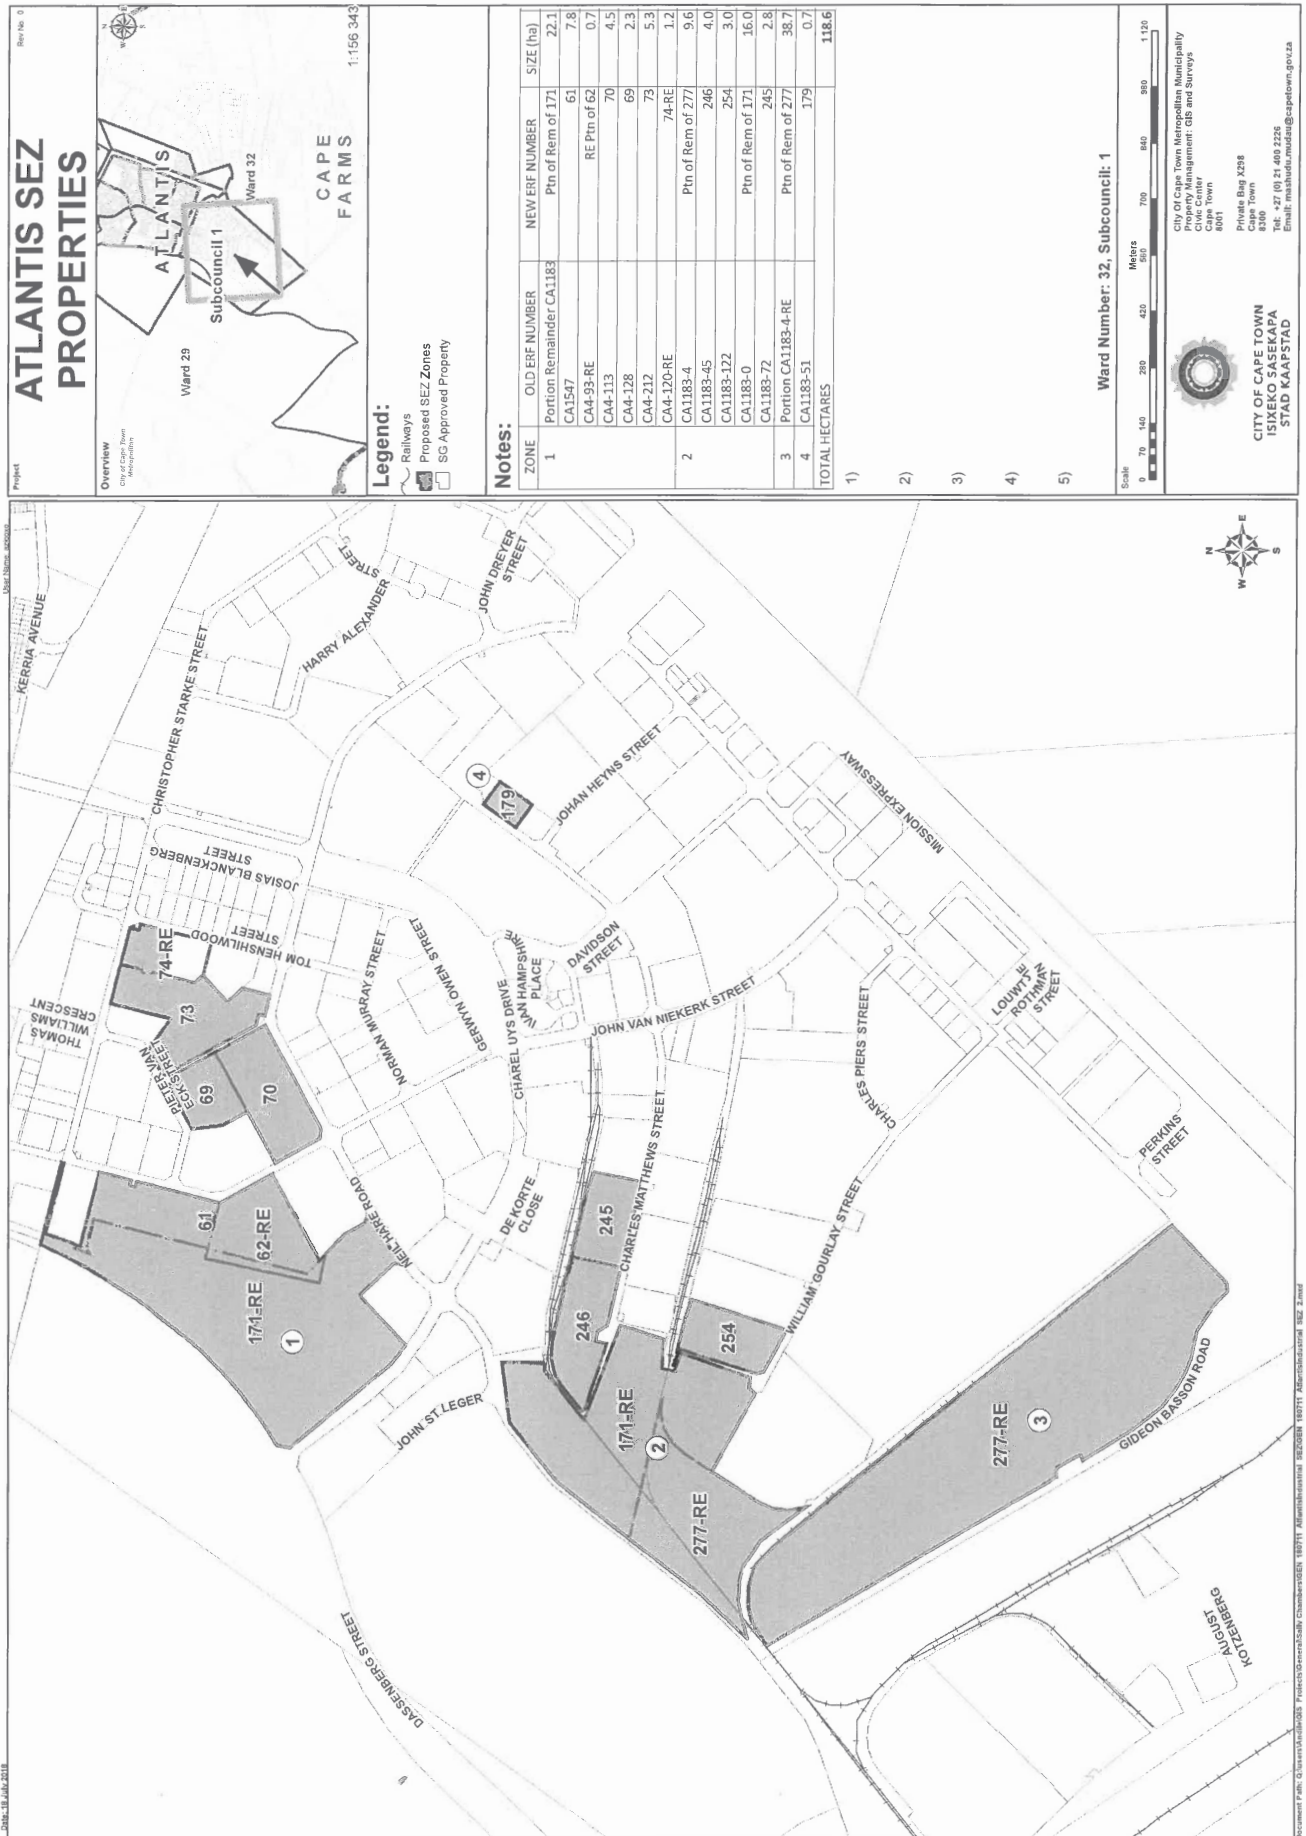 Date: 18 July 2018
Project
Rev No. 0
ATLANTIS SEZ
PROPERTIES
Overview
City of Cape Town
Metropolitan
Ward 29
ATLANTIS
Subcouncil 1
Ward 32
CAPE
FARMS
1:156 343
Legend:
Railways
Proposed SEZ Zones
SG Approved Property
Notes:
ZONE OLD ERF NUMBER NEW ERF NUMBER SIZE (ha)
1 Portion Remainder CA1183 Ptn of Rem of 171 22.1
CA1547 61 7.8
CA4-93-RE RE Ptn of 62 0.7
CA4-113 70 4.5
CA4-128 69 2.3
CA4-212 73 5.3
CA4-120-RE 74-RE 1.2
2 CA1183-4 Ptn of Rem of 277 9.6
CA1183-45 246 4.0
CA1183-122 254 3.0
CA1183-0 Ptn of Rem of 171 16.0
CA1183-72 245 2.8
3 Portion CA1183-4-RE Ptn of Rem of 277 38.7
4 CA1183-51 179 0.7
TOTAL HECTARES 118.6
1)
2)
3)
4)
5)
Ward Number: 32, Subcouncil: 1
Scale
Meters
0 70 140 280 420 560 700 840 980 1 120
CITY OF CAPE TOWN
ISIXEKO SASEKAPA
STAD KAAPSTAD
City Of Cape Town Metropolitan Municipality
Property Management: GIS and Surveys
Civic Center
Cape Town
8001
Private Bag X298
Cape Town
8300
Tel: +27 (0) 21 400 2226
Email: mashudu.mudau@capetown.gov.za
KERRIA AVENUE
CHRISTOPHER STARKE STREET
HARRY ALEXANDER
STREET
JOHN DREYER
STREET
JOSIAS BLANCKENBERG
STREET
TOM HENSHILWOOD
STREET
THOMAS
WILLIAMS
CRESCENT
PIETER VAN
ECK STREET
74-RE
73
69
70
61
62-RE
171-RE
1
NEIL HARE ROAD
NORMAN MURRAY STREET
GERWYN OWEN STREET
CHAREL UYS DRIVE
IVAN HAMPSHIRE
PLACE
DAVIDSON
STREET
4
179
JOHAN HEYNS STREET
MISSION EXPRESSWAY
JOHN VAN NIEKERK STREET
DE KORTE
CLOSE
CHARLES MATTHEWS STREET
245
246
254
171-RE
2
277-RE
WILLIAM GOURLAY STREET
CHARLES PIERS STREET
LOUWTJIE
ROTHMAN
STREET
PERKINS
STREET
JOHN ST LEGER
DASSENBERG STREET
277-RE
3
GIDEON BASSON ROAD
AUGUST
KOTZENBERG
N
W
E
S